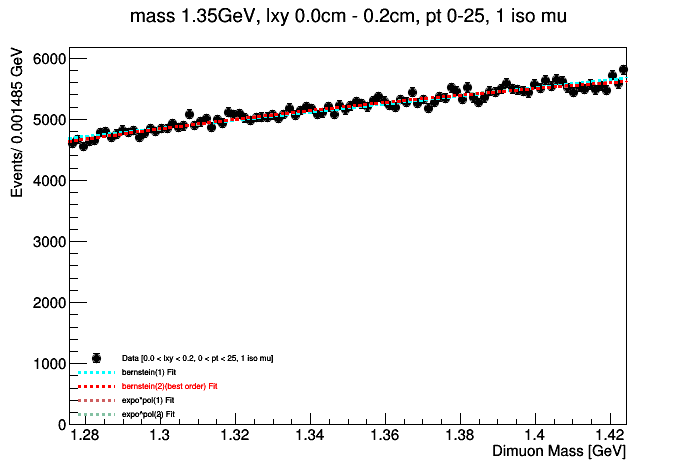 mass 1.35GeV, lxy 0.0cm - 0.2cm, pt 0-25, 1 iso mu
Events/ 0.001485 GeV
6000
5000
4000
3000
2000
1000
0
Data [0.0 < lxy < 0.2, 0 < pt < 25, 1 iso mu]
bernstein(1) Fit
bernstein(2)(best order) Fit
expo*pol(1) Fit
expo*pol(2) Fit
1.28 1.3 1.32 1.34 1.36 1.38 1.4 1.42
Dimuon Mass [GeV]